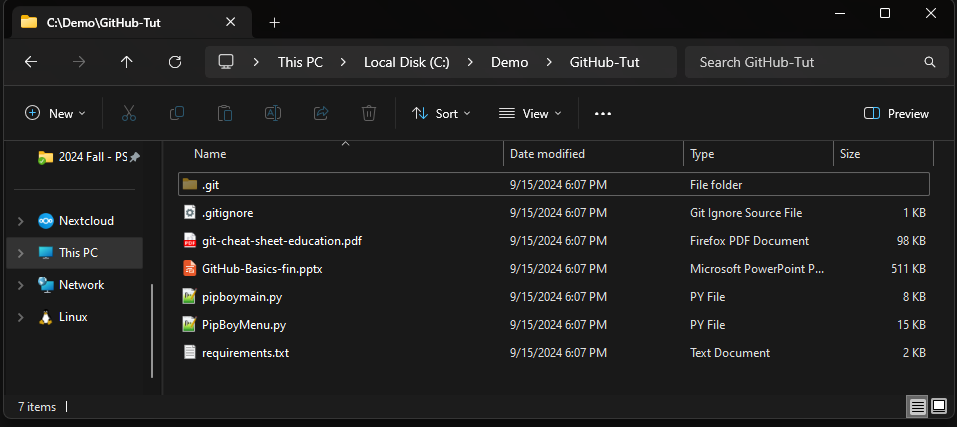 C:\Demo\GitHub-Tut
This PC Local Disk (C:) Demo GitHub-Tut Search GitHub-Tut
New Sort View Preview
2024 Fall - PS
Nextcloud
This PC
Network
Linux
Name Date modified Type Size
.git 9/15/2024 6:07 PM File folder
.gitignore 9/15/2024 6:07 PM Git Ignore Source File 1 KB
git-cheat-sheet-education.pdf 9/15/2024 6:07 PM Firefox PDF Document 98 KB
GitHub-Basics-fin.pptx 9/15/2024 6:07 PM Microsoft PowerPoint P... 511 KB
pipboymain.py 9/15/2024 6:07 PM PY File 8 KB
PipBoyMenu.py 9/15/2024 6:07 PM PY File 15 KB
requirements.txt 9/15/2024 6:07 PM Text Document 2 KB
7 items